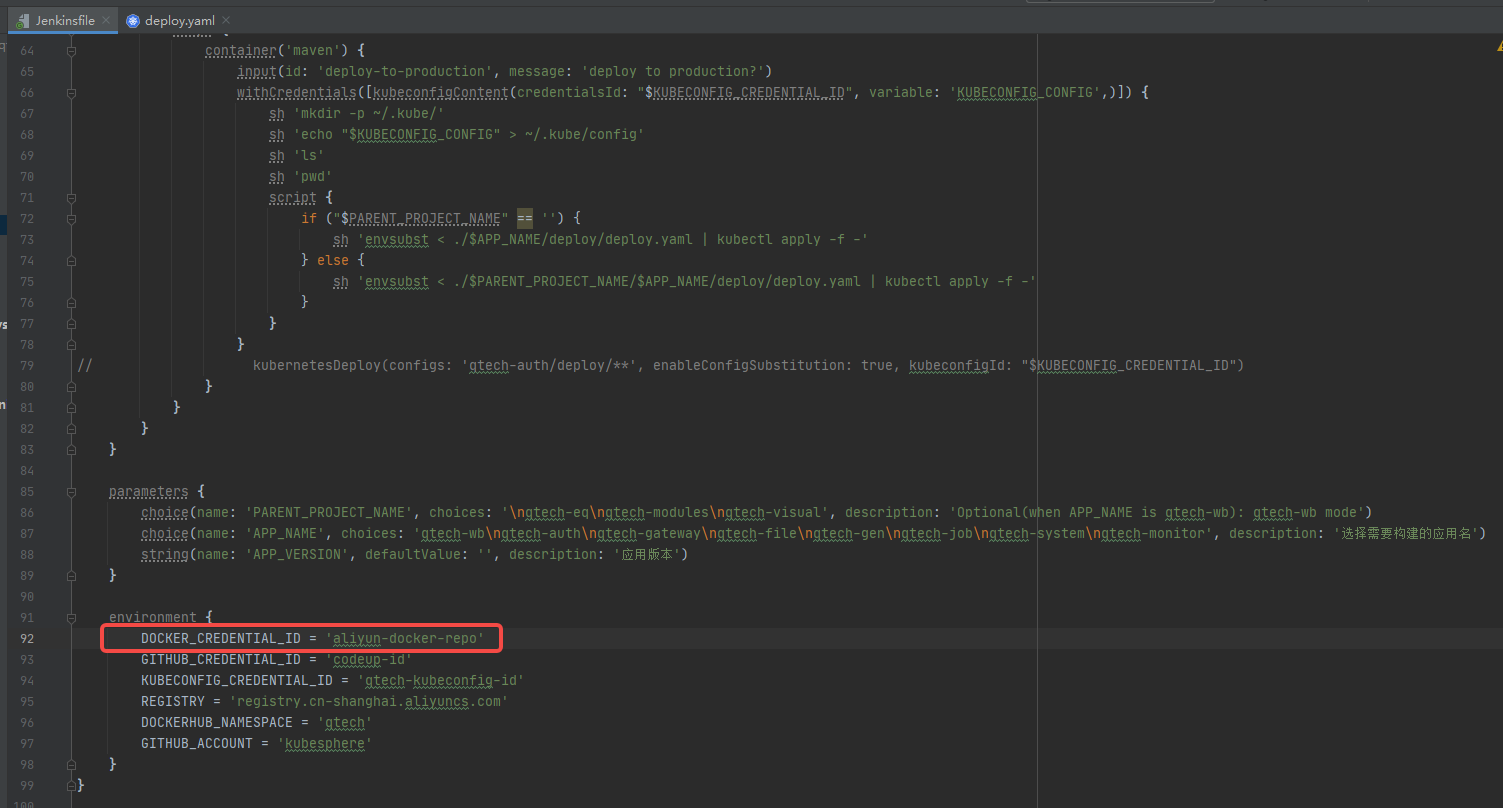 Jenkinsfile
deploy.yaml
64 container('maven') {
65 input(id: 'deploy-to-production', message: 'deploy to production?')
66 withCredentials([kubeconfigContent(credentialsId: "$KUBECONFIG_CREDENTIAL_ID", variable: 'KUBECONFIG_CONFIG',)]) {
67 sh 'mkdir -p ~/.kube/'
68 sh 'echo "$KUBECONFIG_CONFIG" > ~/.kube/config'
69 sh 'ls'
70 sh 'pwd'
71 script {
72 if ("$PARENT_PROJECT_NAME" == '') {
73 sh 'envsubst < ./$APP_NAME/deploy/deploy.yaml | kubectl apply -f -'
74 } else {
75 sh 'envsubst < ./$PARENT_PROJECT_NAME/$APP_NAME/deploy/deploy.yaml | kubectl apply -f -'
76 }
77 }
78 }
79 // kubernetesDeploy(configs: 'gtech-auth/deploy/**', enableConfigSubstitution: true, kubeconfigId: "$KUBECONFIG_CREDENTIAL_ID")
80 }
81 }
82 }
83 }
84
85 parameters {
86 choice(name: 'PARENT_PROJECT_NAME', choices: '\ngtech-eq\ngtech-modules\ngtech-visual', description: 'Optional(when APP_NAME is gtech-wb): gtech-wb mode')
87 choice(name: 'APP_NAME', choices: 'gtech-wb\ngtech-auth\ngtech-gateway\ngtech-file\ngtech-gen\ngtech-job\ngtech-system\ngtech-monitor', description: '选择需要构建的应用名')
88 string(name: 'APP_VERSION', defaultValue: '', description: '应用版本')
89 }
90
91 environment {
92 DOCKER_CREDENTIAL_ID = 'aliyun-docker-repo'
93 GITHUB_CREDENTIAL_ID = 'codeup-id'
94 KUBECONFIG_CREDENTIAL_ID = 'gtech-kubeconfig-id'
95 REGISTRY = 'registry.cn-shanghai.aliyuncs.com'
96 DOCKERHUB_NAMESPACE = 'gtech'
97 GITHUB_ACCOUNT = 'kubesphere'
98 }
99 }
100